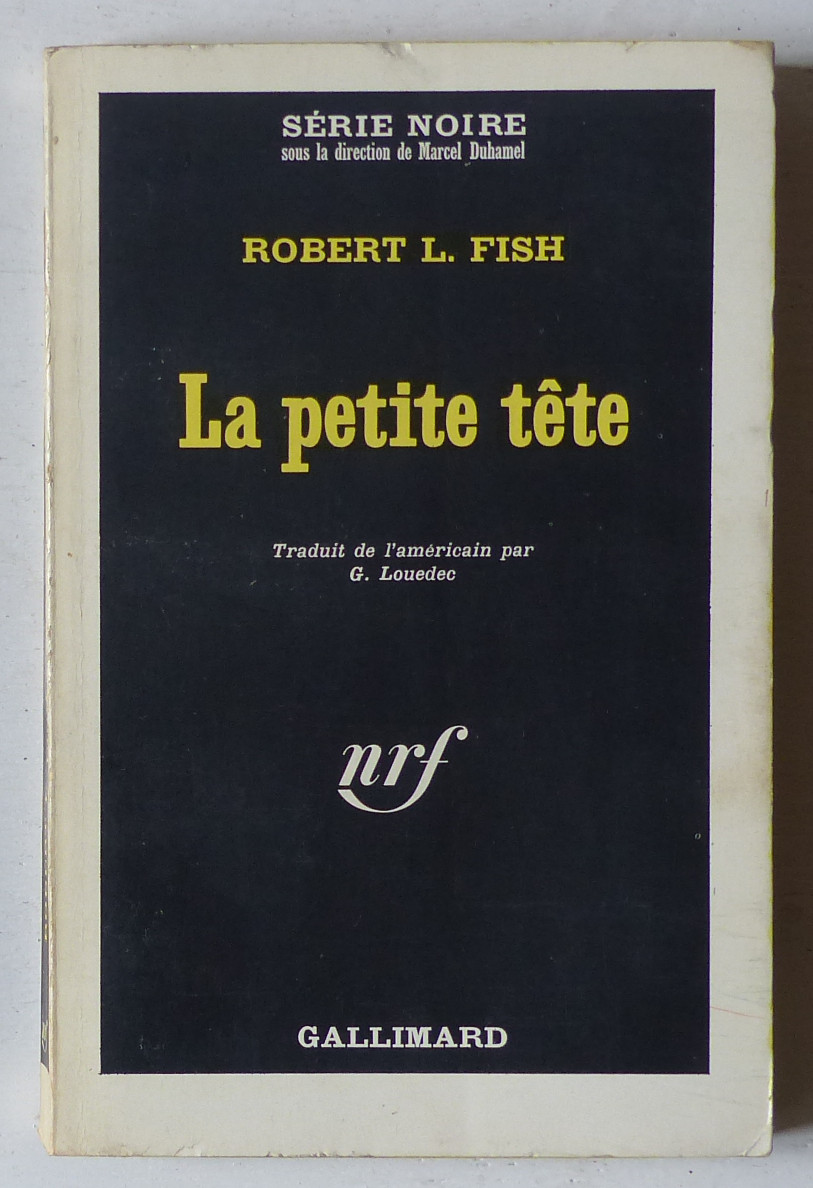 SÉRIE NOIRE
sous la direction de Marcel Duhamel
ROBERT L. FISH
La petite tête
Traduit de l'américain par
G. Louedec
nrf
GALLIMARD